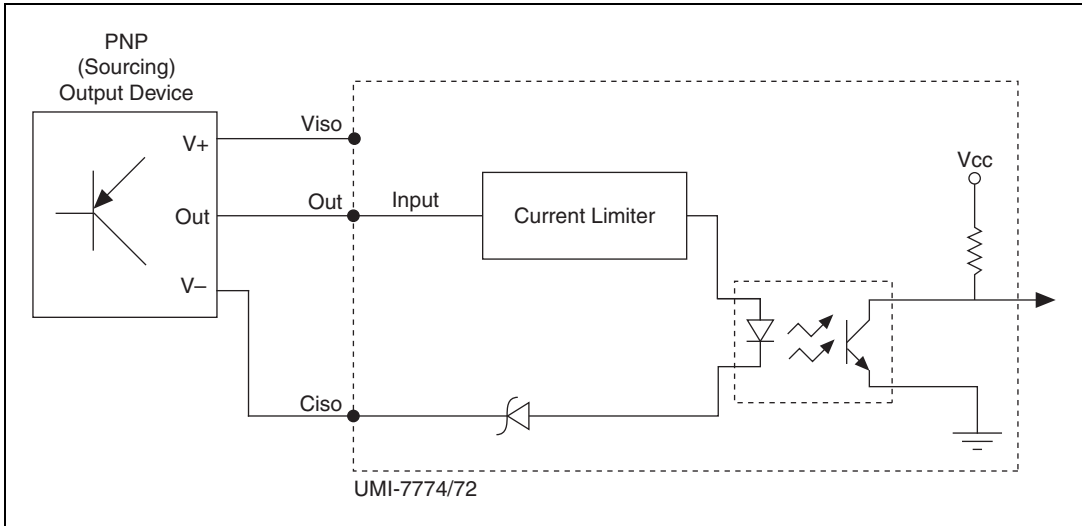 PNP
(Sourcing)
Output Device
V+
Out
V–
Viso
Out
Input
Current Limiter
Vcc
Ciso
UMI-7774/72